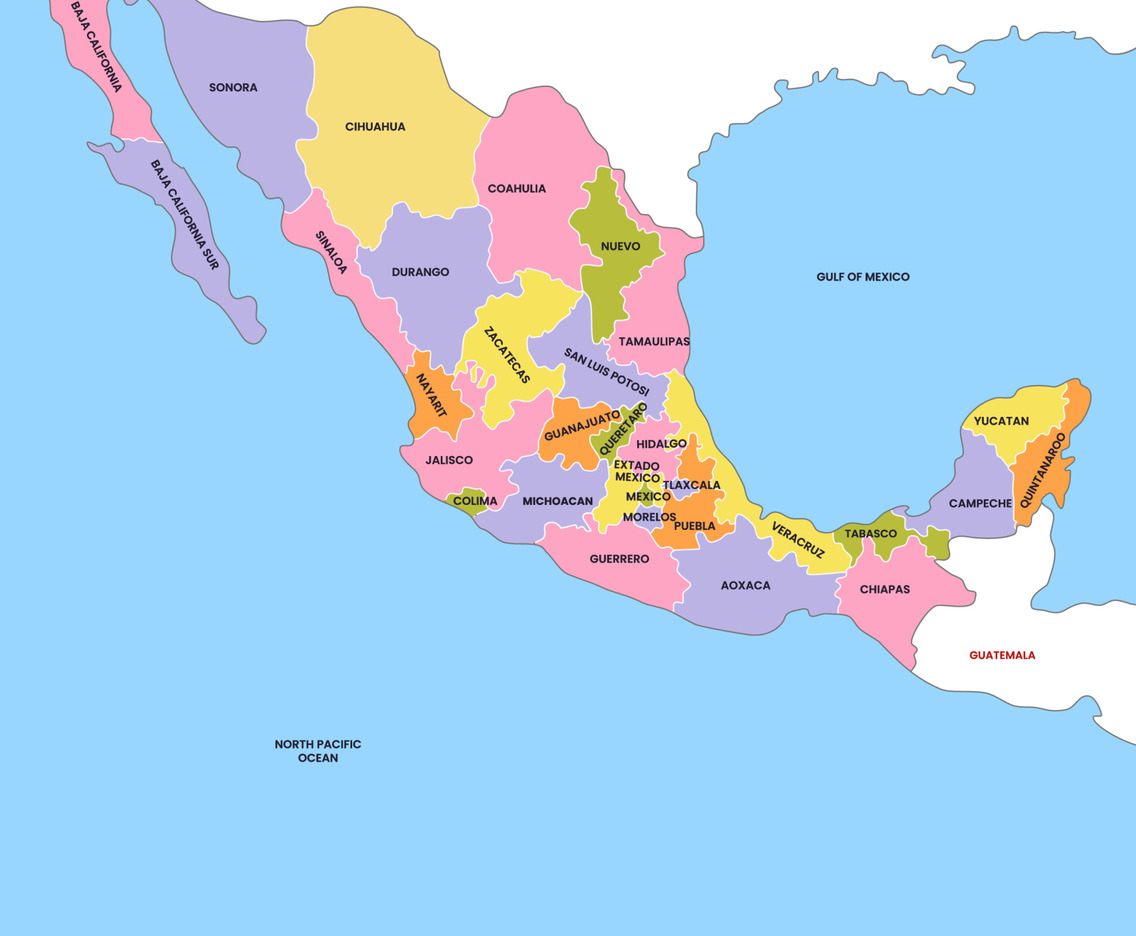 BAJA CALIFORNIA
SONORA
CIHUAHUA
COAHULIA
BAJA CALIFORNIA SUR
SINALOA
NUEVO
DURANGO
GULF OF MEXICO
TAMAULIPAS
ZACATECAS
SAN LUIS POTOSI
NAYARIT
GUANAJUATO
QUERETARO
YUCATAN
HIDALGO
JALISCO
EXTADO
MEXICO
QUINTANAROO
TLAXCALA
MEXICO
COLIMA
MICHOACAN
CAMPECHE
MORELOS
PUEBLA
VERACRUZ
TABASCO
GUERRERO
AOXACA
CHIAPAS
GUATEMALA
NORTH PACIFIC
OCEAN